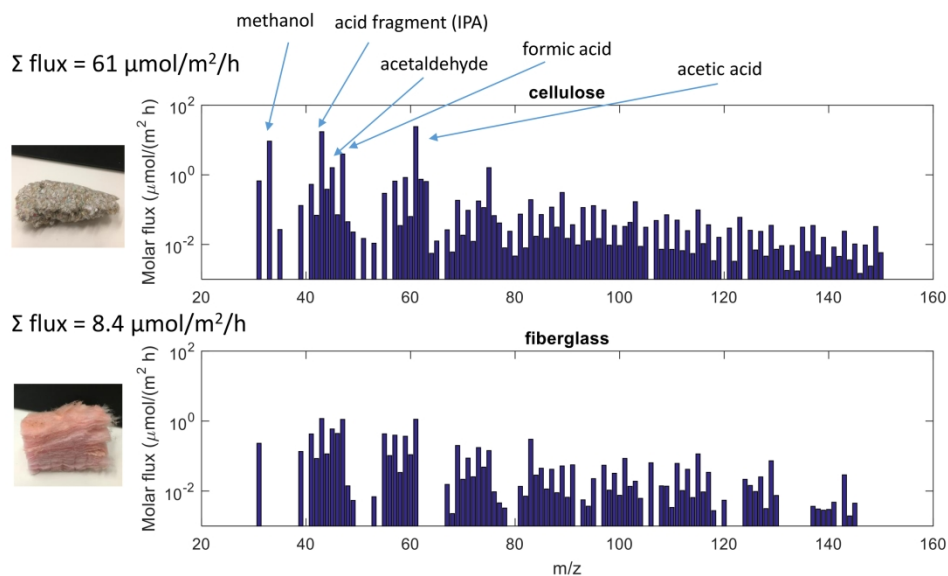 methanol
acid fragment (IPA)
formic acid
Σ flux = 61 µmol/m²/h
acetaldehyde
acetic acid
cellulose
Molar flux (µmol/(m² h)
10²
10⁰
10⁻²
20 40 60 80 100 120 140 160
Σ flux = 8.4 µmol/m²/h
fiberglass
Molar flux (µmol/(m² h)
10²
10⁰
10⁻²
20 40 60 80 100 120 140 160
m/z